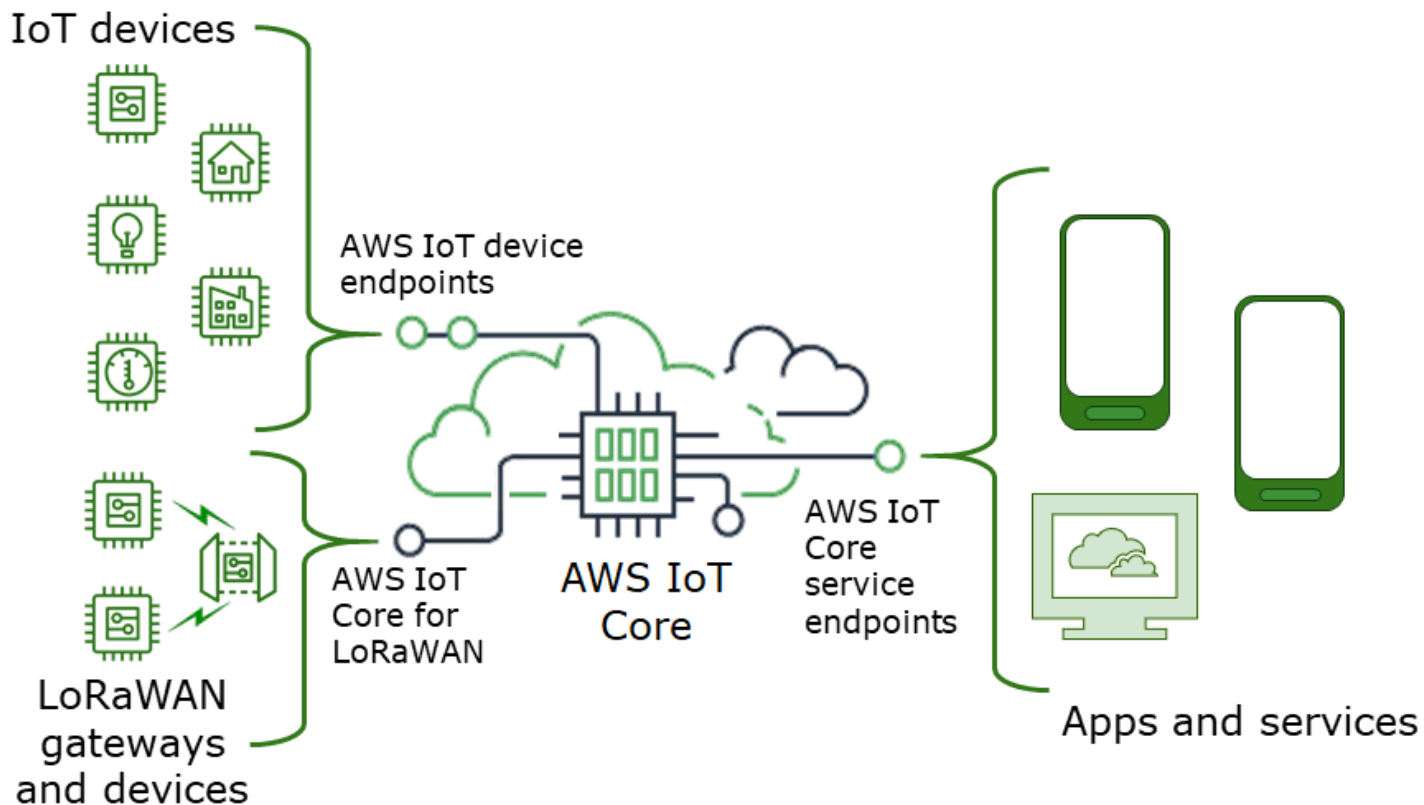 IoT devices
AWS IoT device
endpoints
AWS IoT
Core for
LoRaWAN
AWS IoT
Core
AWS IoT
Core
service
endpoints
LoRaWAN
gateways
and devices
Apps and services